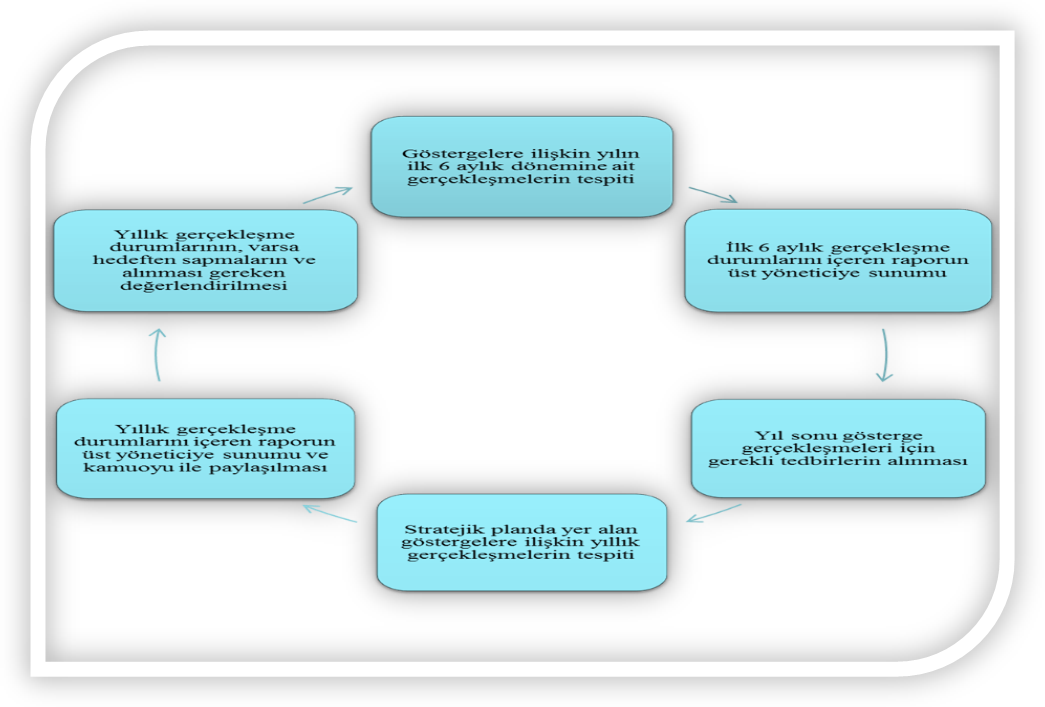 Göstergelere ilişkin yılın
ilk 6 aylık dönemine ait
gerçekleşmelerin tespiti
İlk 6 aylık gerçekleşme
durumlarını içeren raporun
üst yöneticiye sunumu
Yıl sonu gösterge
gerçekleşmeleri için
gerekli tedbirlerin alınması
Stratejik planda yer alan
göstergelere ilişkin yıllık
gerçekleşmelerin tespiti
Yıllık gerçekleşme
durumlarını içeren raporun
üst yöneticiye sunumu ve
kamuoyu ile paylaşılması
Yıllık gerçekleşme
durumlarının, varsa
hedeften sapmaların ve
alınması gereken
değerlendirilmesi